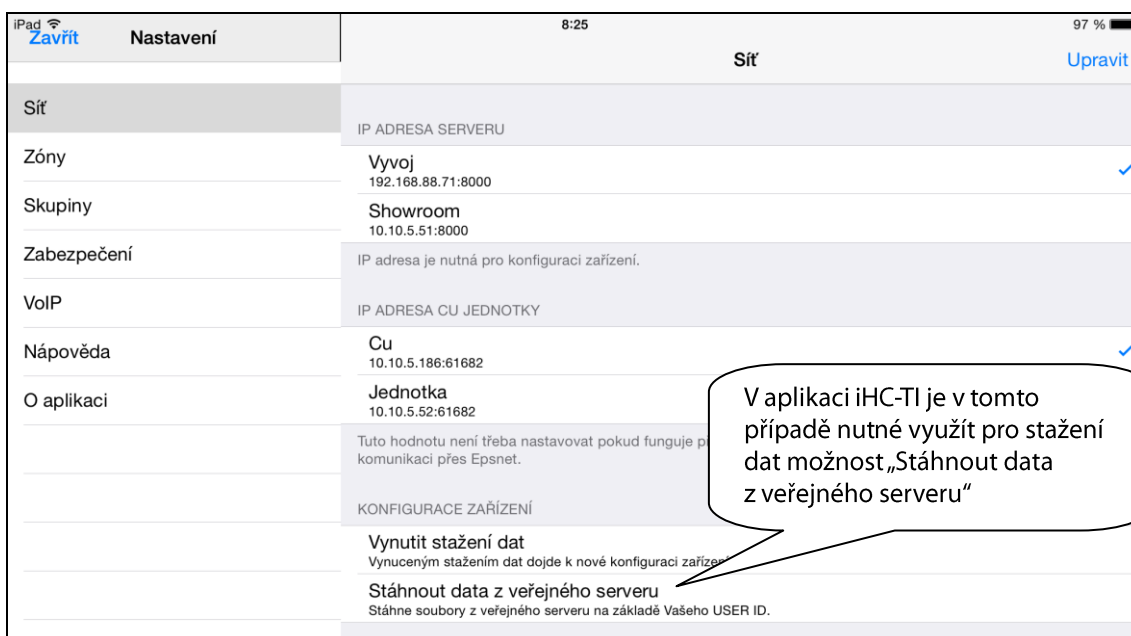 iPad 8:25 97 %
Zavřít Nastavení Síť Upravit
Síť
Zóny
Skupiny
Zabezpečení
VoIP
Nápověda
O aplikaci
IP ADRESA SERVERU
Vyvoj
192.168.88.71:8000
Showroom
10.10.5.51:8000
IP adresa je nutná pro konfiguraci zařízení.
IP ADRESA CU JEDNOTKY
Cu
10.10.5.186:61682
Jednotka
10.10.5.52:61682
Tuto hodnotu není třeba nastavovat pokud funguje
komunikaci přes Epsnet.
KONFIGURACE ZAŘÍZENÍ
Vynutit stažení dat
Vynuceným stažením dat dojde k nové konfiguraci
Stáhnout data z veřejného serveru
Stáhne soubory z veřejného serveru na základě Vašeho USER ID.
V aplikaci iHC-TI je v tomto
případě nutné využít pro stažení
dat možnost „Stáhnout data
z veřejného serveru“